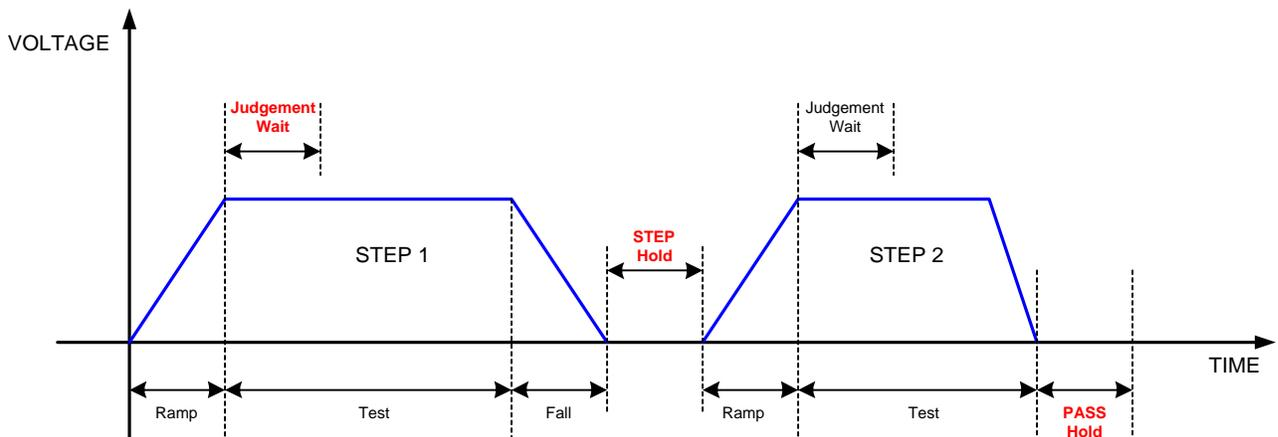 VOLTAGE
Judgement
Wait
Judgement
Wait
STEP 1
STEP
Hold
STEP 2
TIME
Ramp
Test
Fall
Ramp
Test
PASS
Hold